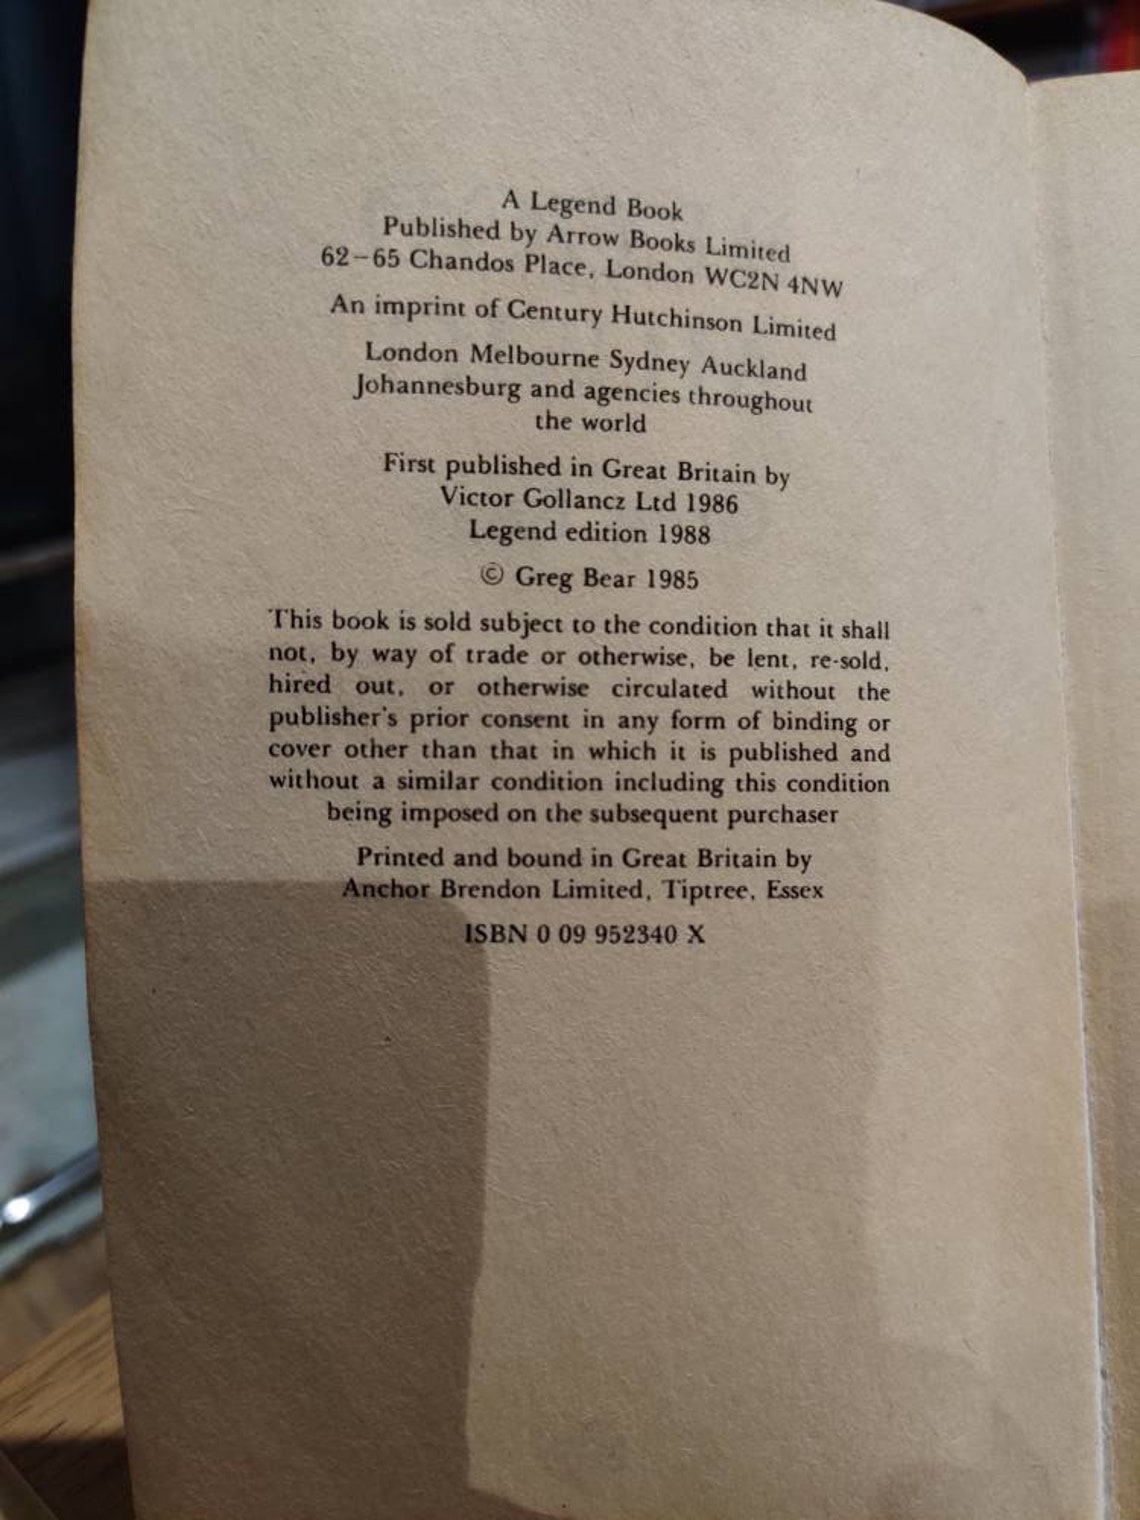 A Legend Book
Published by Arrow Books Limited
62–65 Chandos Place, London WC2N 4NW
An imprint of Century Hutchinson Limited
London Melbourne Sydney Auckland
Johannesburg and agencies throughout
the world
First published in Great Britain by
Victor Gollancz Ltd 1986
Legend edition 1988
© Greg Bear 1985
This book is sold subject to the condition that it shall
not, by way of trade or otherwise, be lent, re-sold,
hired out, or otherwise circulated without the
publisher's prior consent in any form of binding or
cover other than that in which it is published and
without a similar condition including this condition
being imposed on the subsequent purchaser
Printed and bound in Great Britain by
Anchor Brendon Limited, Tiptree, Essex
ISBN 0 09 952340 X